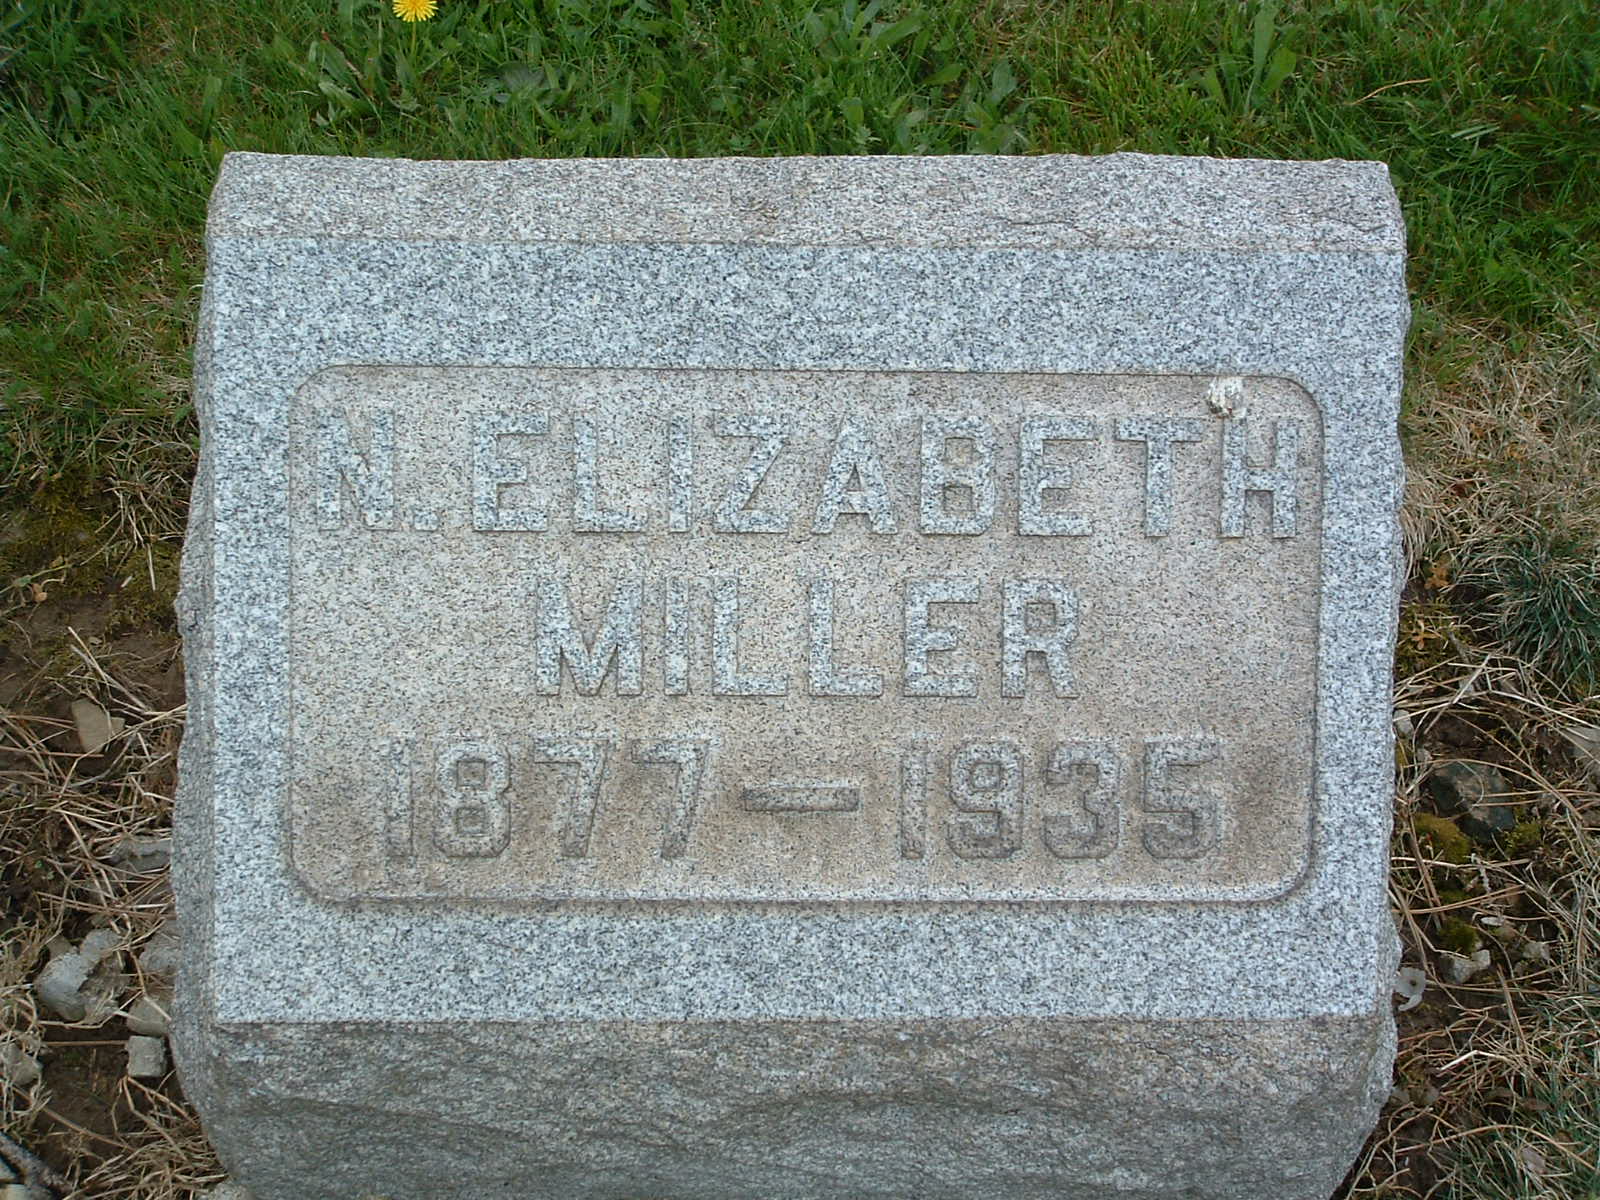 N. ELIZABETH
MILLER
1877 — 1935